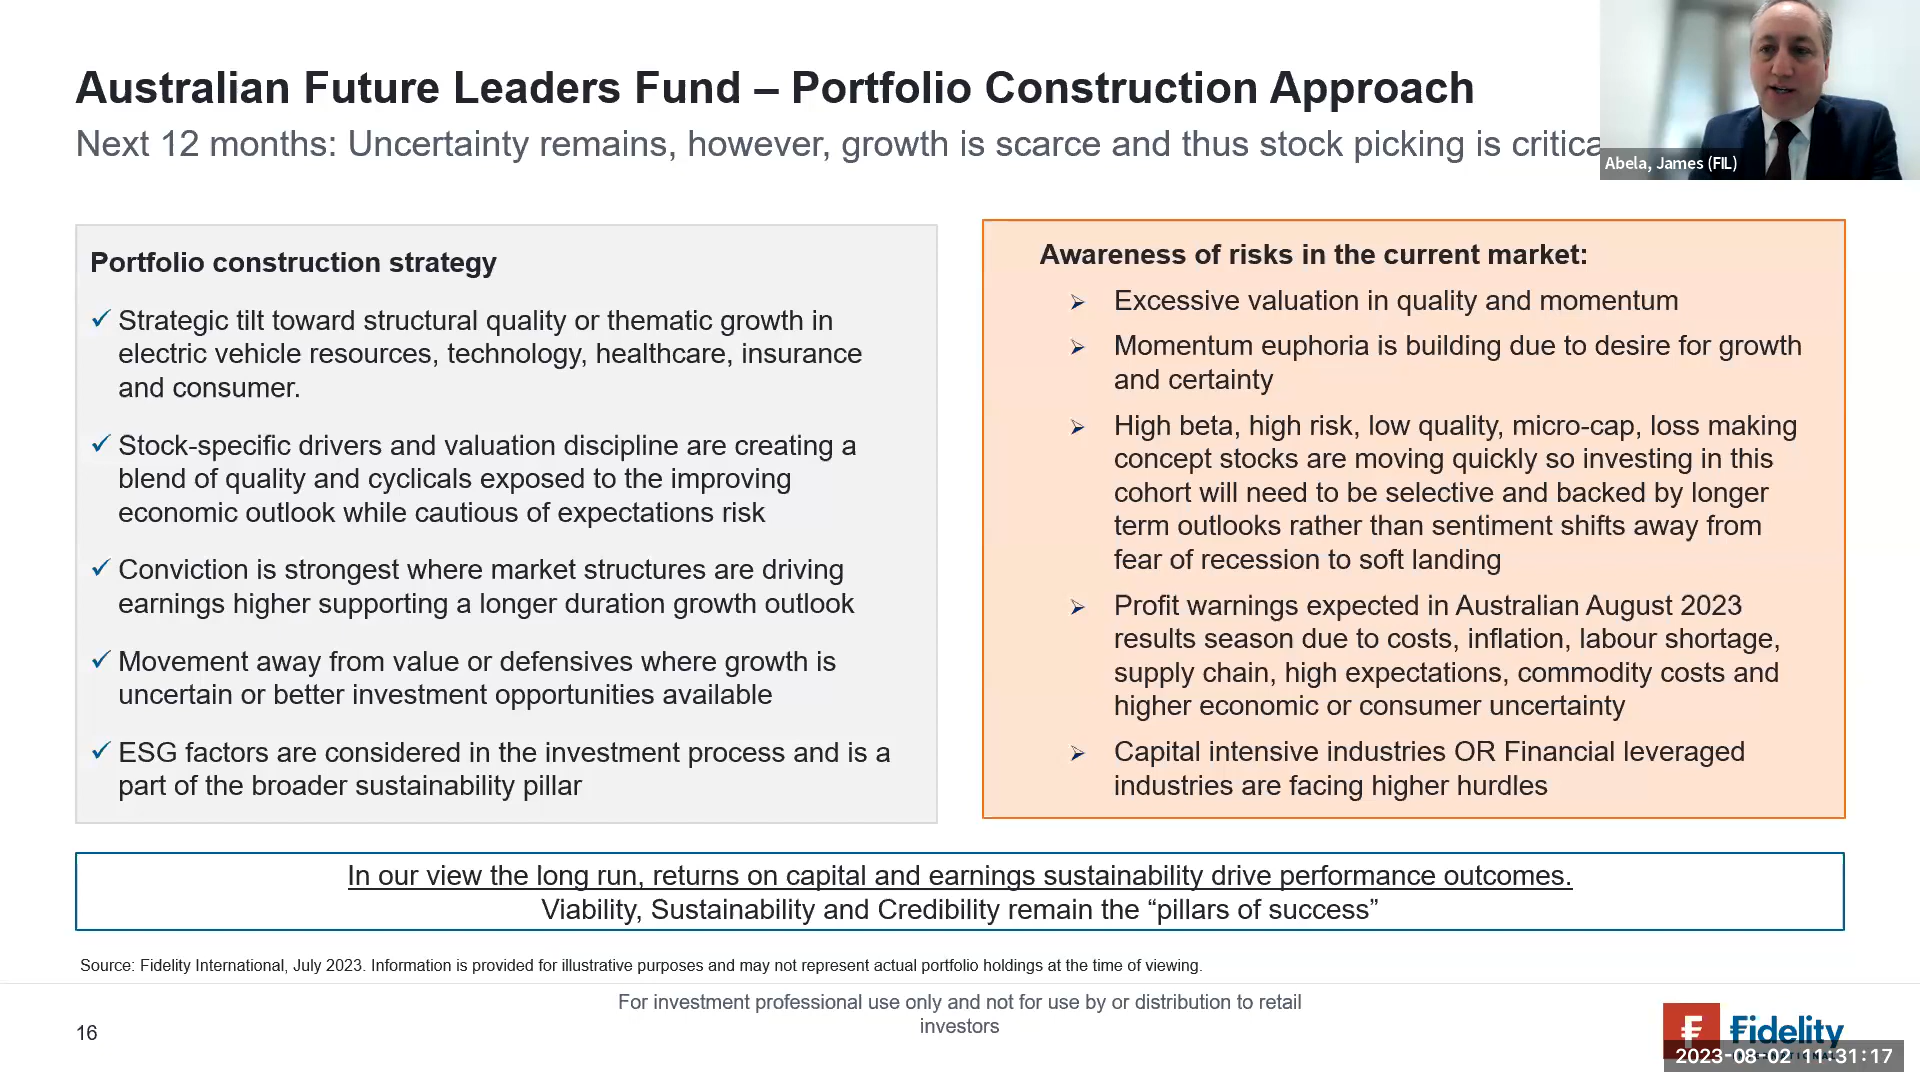 Australian Future Leaders Fund – Portfolio Construction Approach
Next 12 months: Uncertainty remains, however, growth is scarce and thus stock picking is critica
Abela, James (FIL)
Portfolio construction strategy
✓ Strategic tilt toward structural quality or thematic growth in
electric vehicle resources, technology, healthcare, insurance
and consumer.
✓ Stock-specific drivers and valuation discipline are creating a
blend of quality and cyclicals exposed to the improving
economic outlook while cautious of expectations risk
✓ Conviction is strongest where market structures are driving
earnings higher supporting a longer duration growth outlook
✓ Movement away from value or defensives where growth is
uncertain or better investment opportunities available
✓ ESG factors are considered in the investment process and is a
part of the broader sustainability pillar
Awareness of risks in the current market:
➢ Excessive valuation in quality and momentum
➢ Momentum euphoria is building due to desire for growth
and certainty
➢ High beta, high risk, low quality, micro-cap, loss making
concept stocks are moving quickly so investing in this
cohort will need to be selective and backed by longer
term outlooks rather than sentiment shifts away from
fear of recession to soft landing
➢ Profit warnings expected in Australian August 2023
results season due to costs, inflation, labour shortage,
supply chain, high expectations, commodity costs and
higher economic or consumer uncertainty
➢ Capital intensive industries OR Financial leveraged
industries are facing higher hurdles
In our view the long run, returns on capital and earnings sustainability drive performance outcomes.
Viability, Sustainability and Credibility remain the “pillars of success”
Source: Fidelity International, July 2023. Information is provided for illustrative purposes and may not represent actual portfolio holdings at the time of viewing.
For investment professional use only and not for use by or distribution to retail
investors
16
Fidelity
2023-08-02 11:31:17